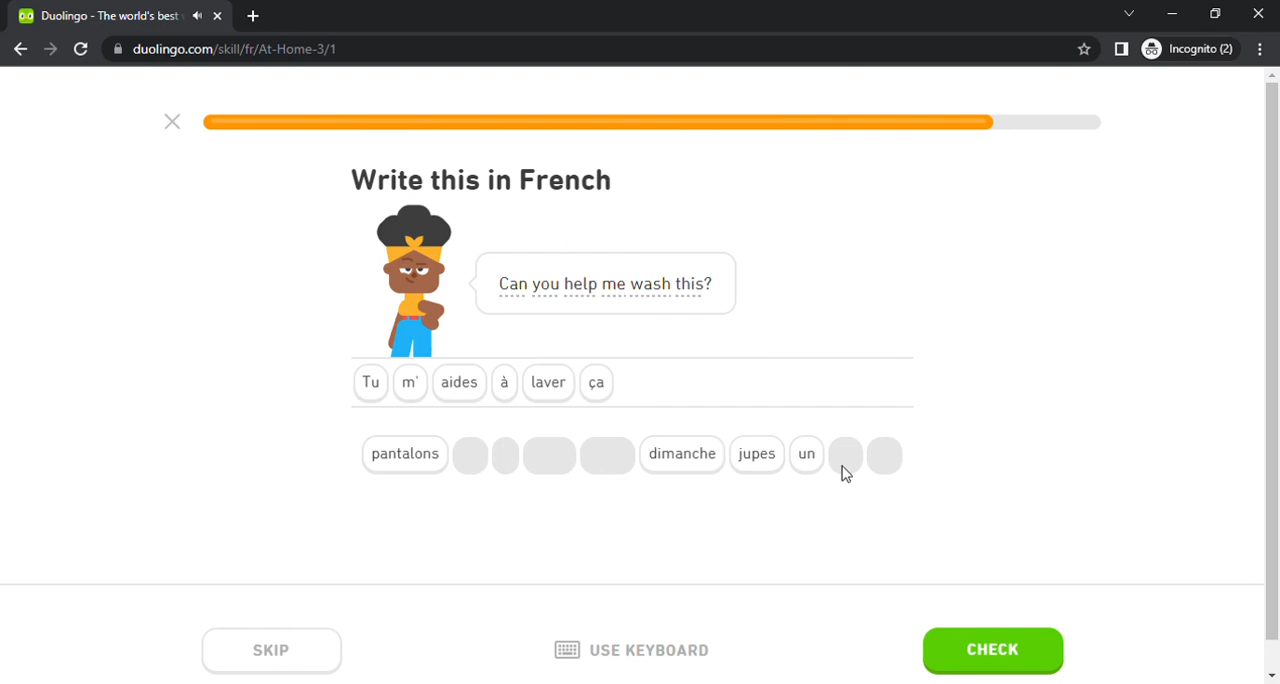 Duolingo - The world's best
duolingo.com/skill/fr/At-Home-3/1
Incognito (2)
Write this in French
Can you help me wash this?
Tu m' aides à laver ça
pantalons dimanche jupes un
SKIP
USE KEYBOARD
CHECK